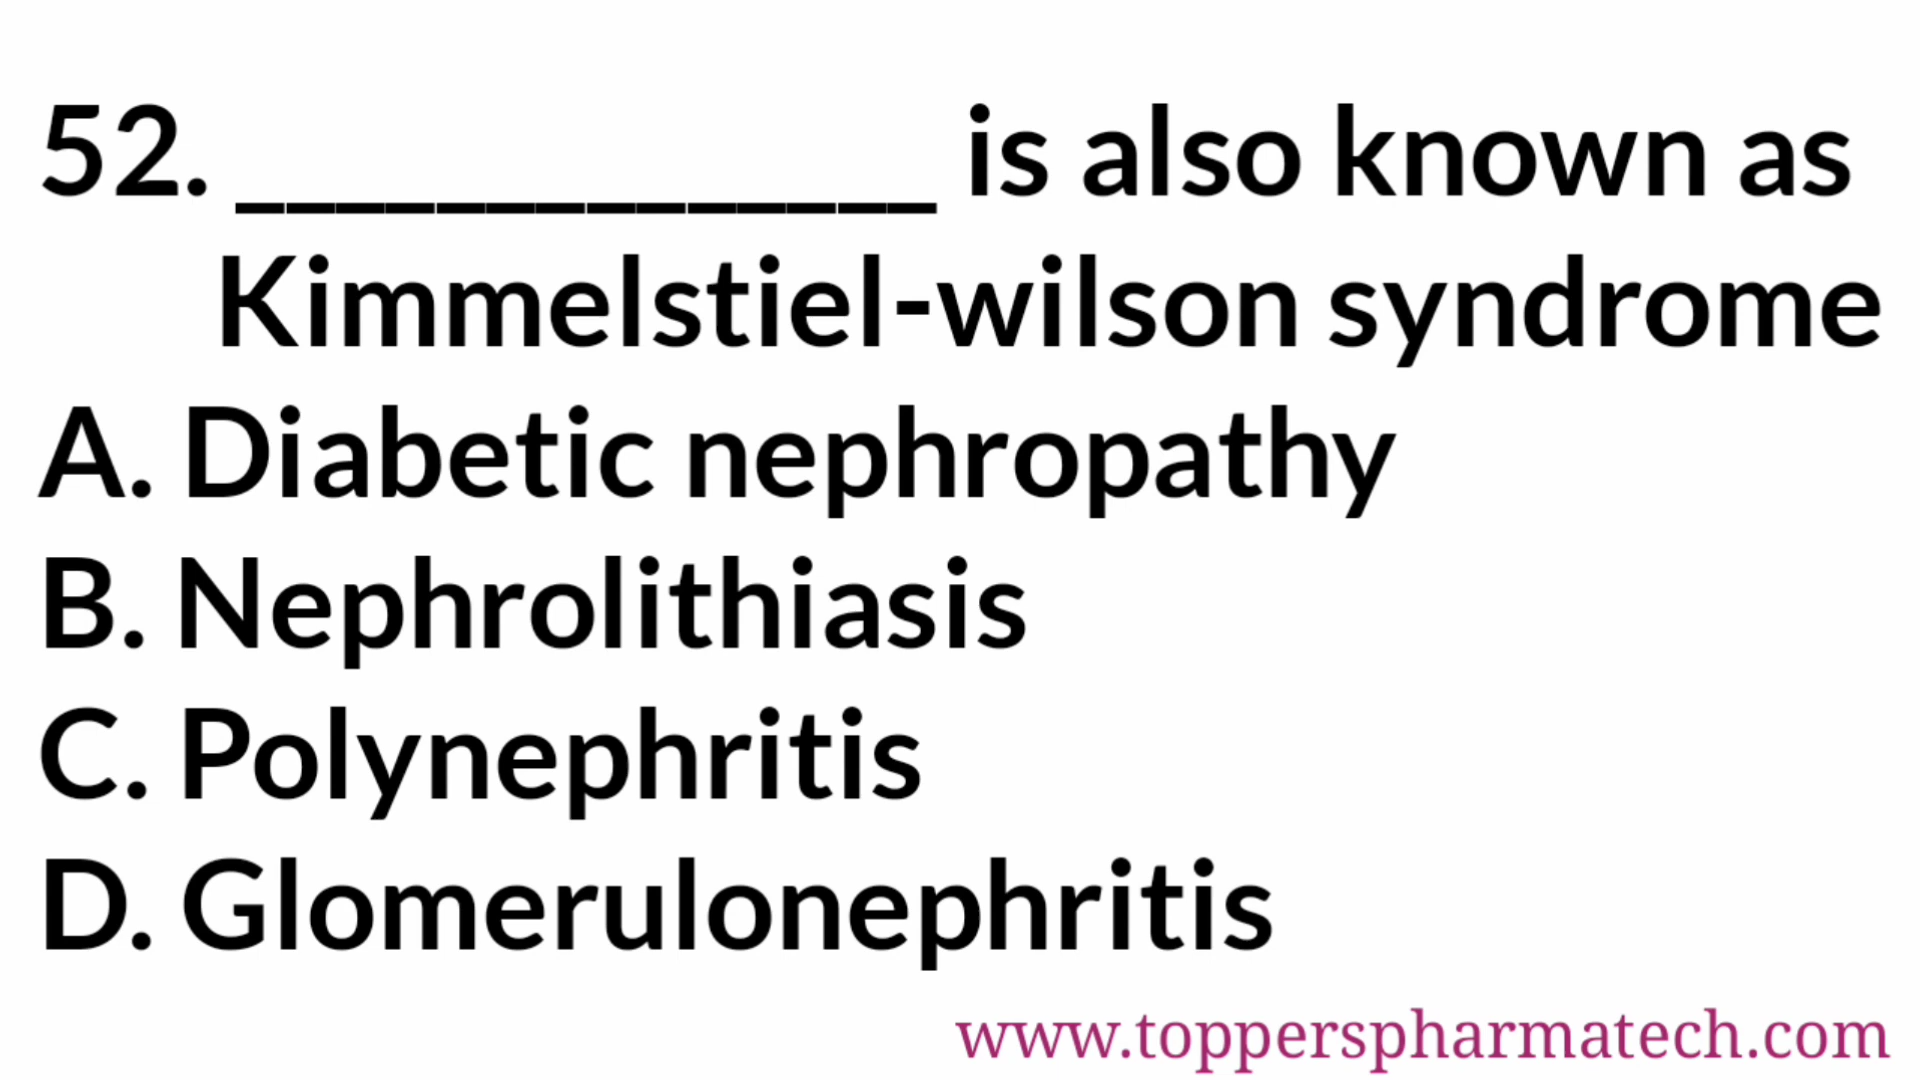 52. ______________ is also known as
Kimmelstiel-wilson syndrome
A. Diabetic nephropathy
B. Nephrolithiasis
C. Polynephritis
D. Glomerulonephritis
www.topperspharmatech.com